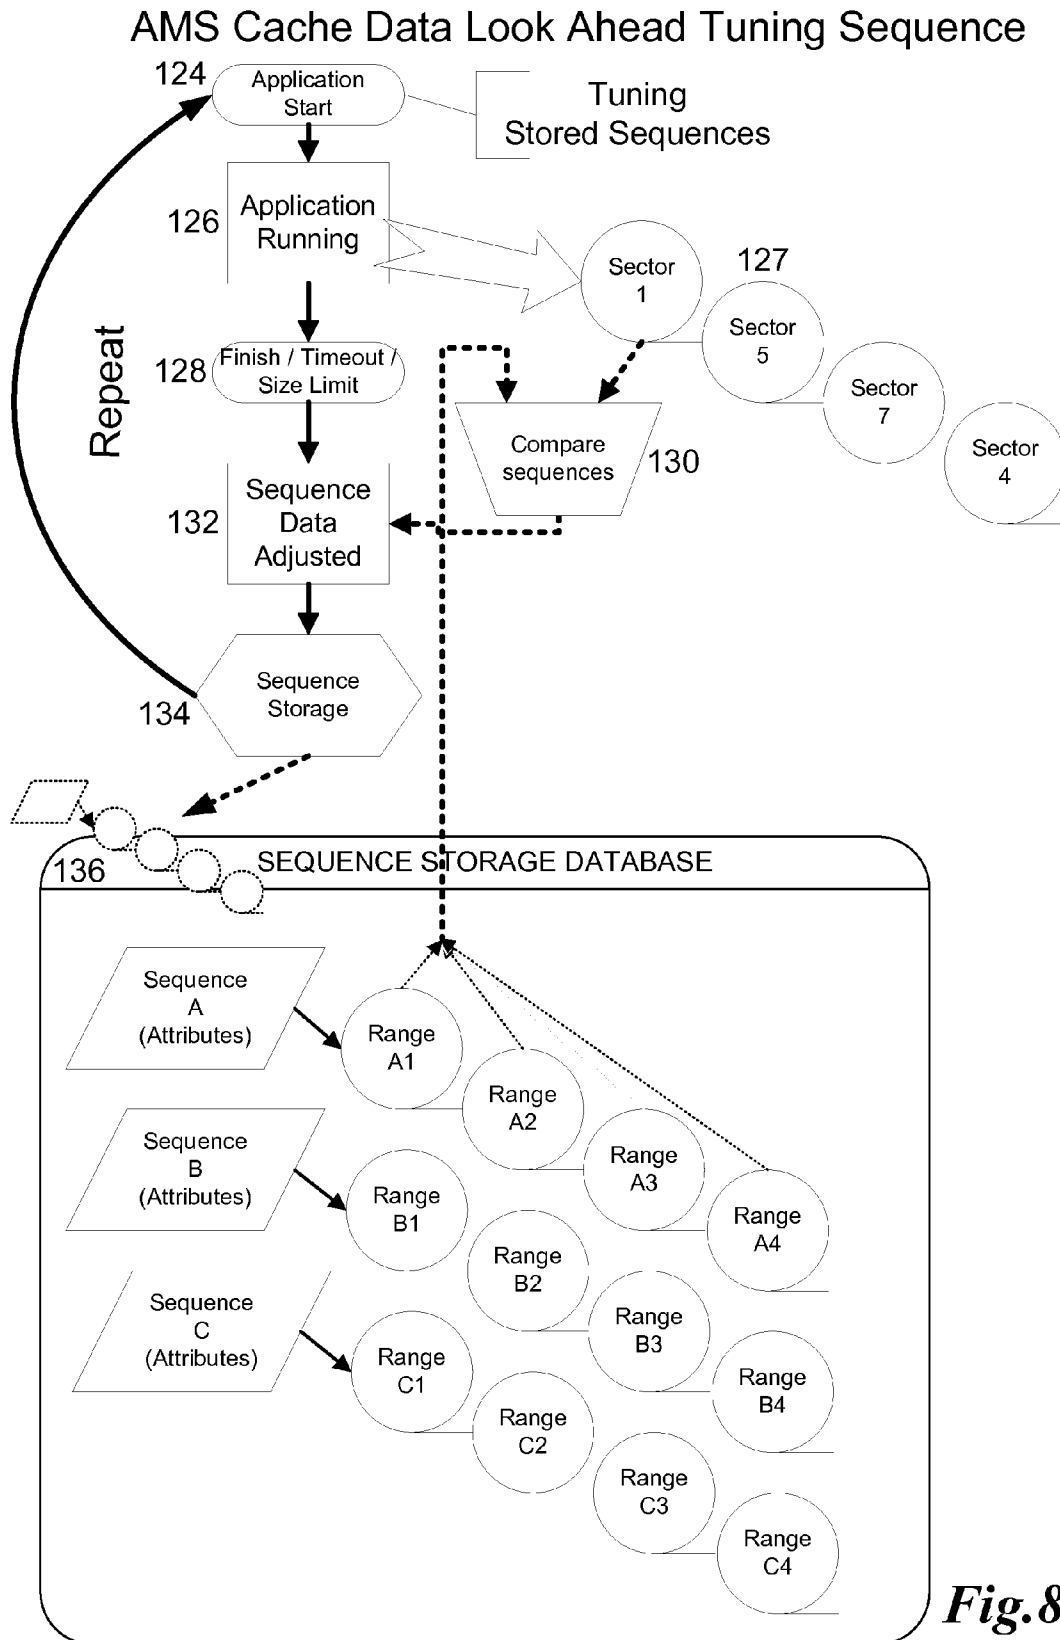 AMS Cache Data Look Ahead Tuning Sequence
124
Application
Start
Tuning
Stored Sequences
126
Application
Running
Sector
1
127
Sector
5
Sector
7
Sector
4
Repeat
128
Finish / Timeout /
Size Limit
Compare
sequences
130
132
Sequence
Data
Adjusted
134
Sequence
Storage
136
SEQUENCE STORAGE DATABASE
Sequence
A
(Attributes)
Range
A1
Range
A2
Range
A3
Range
A4
Sequence
B
(Attributes)
Range
B1
Range
B2
Range
B3
Range
B4
Sequence
C
(Attributes)
Range
C1
Range
C2
Range
C3
Range
C4
Fig.8